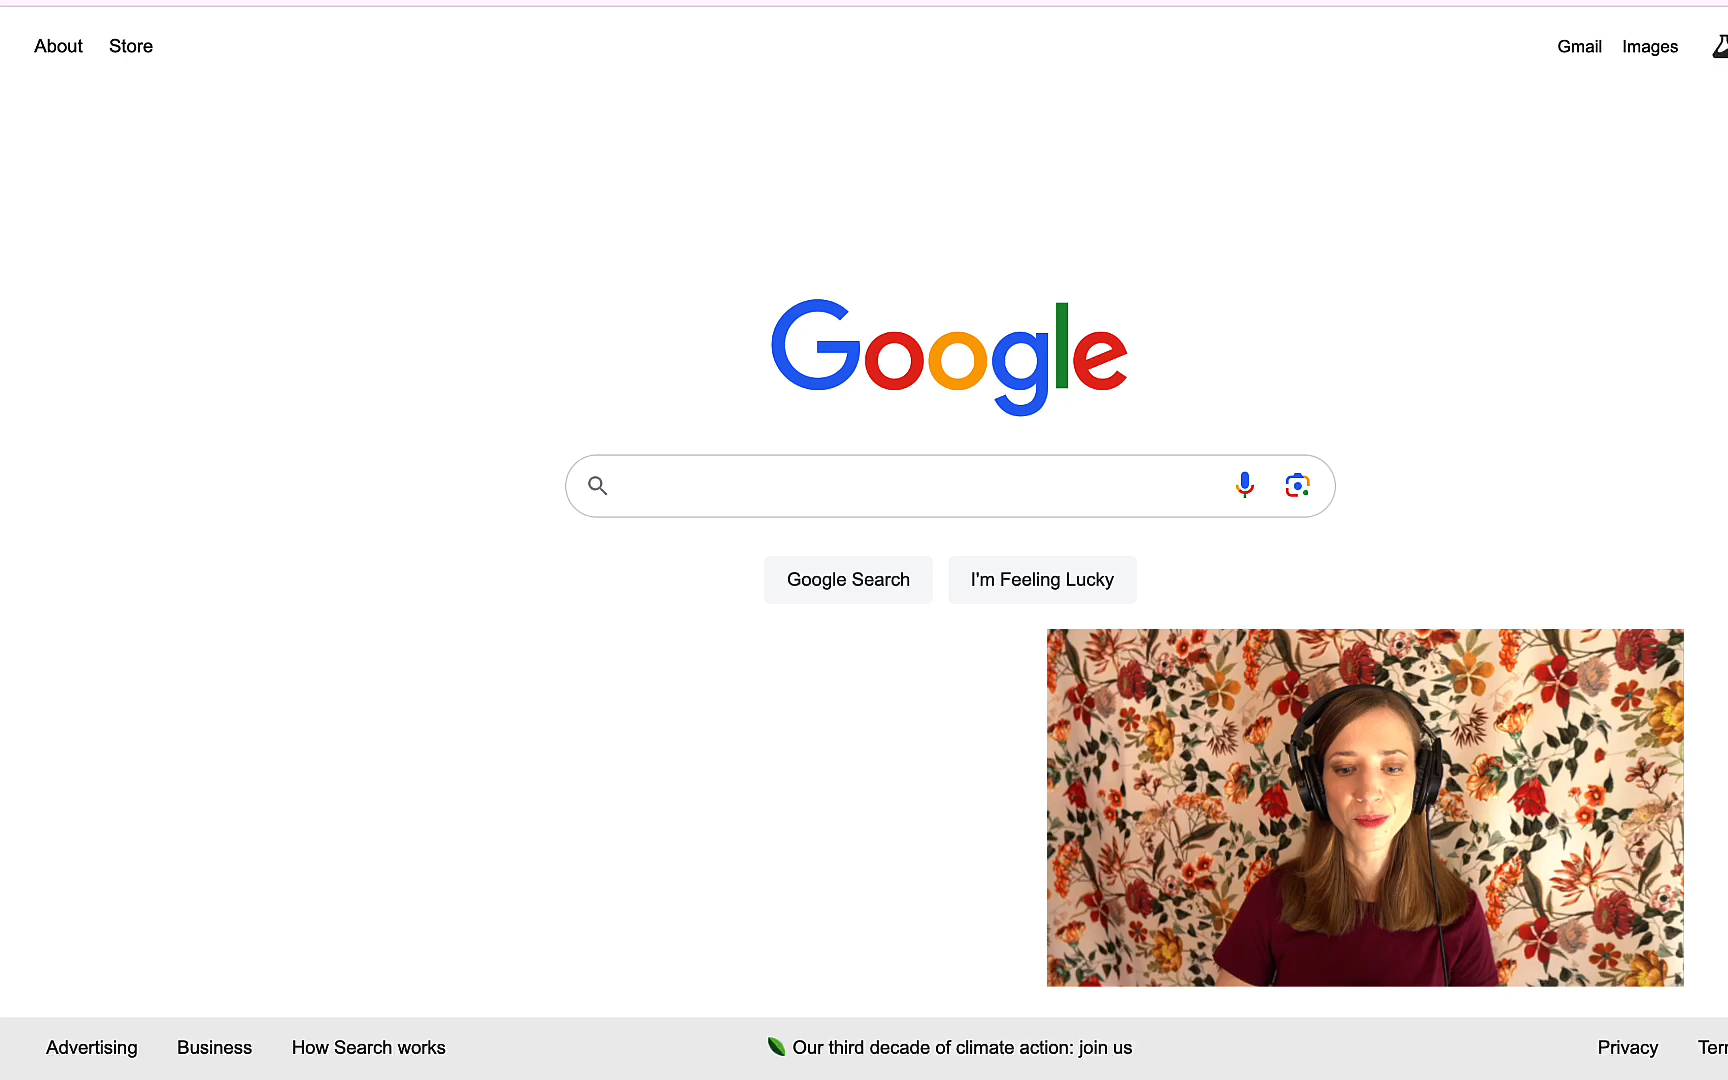 About Store
Gmail Images
Google
Google Search I'm Feeling Lucky
Advertising Business How Search works
Our third decade of climate action: join us
Privacy